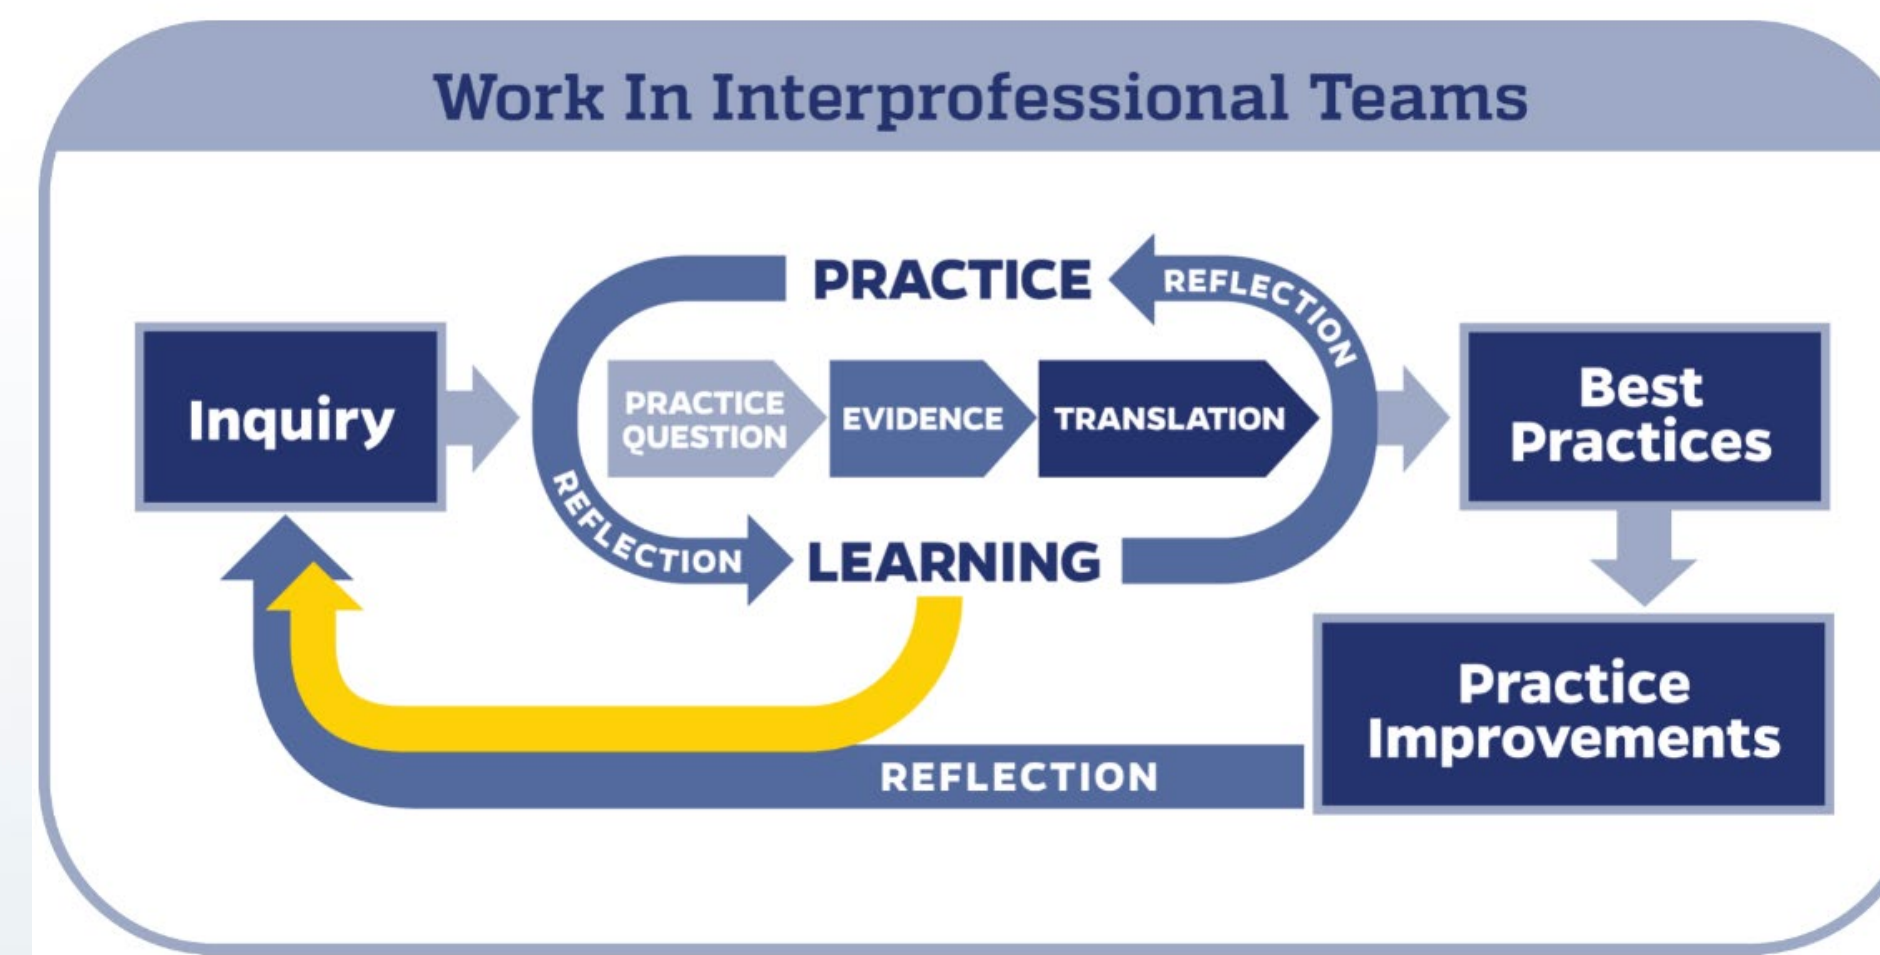 Work In Interprofessional Teams
PRACTICE
REFLECTION
Inquiry
PRACTICE
QUESTION
EVIDENCE
TRANSLATION
Best
Practices
REFLECTION
LEARNING
Practice
Improvements
REFLECTION